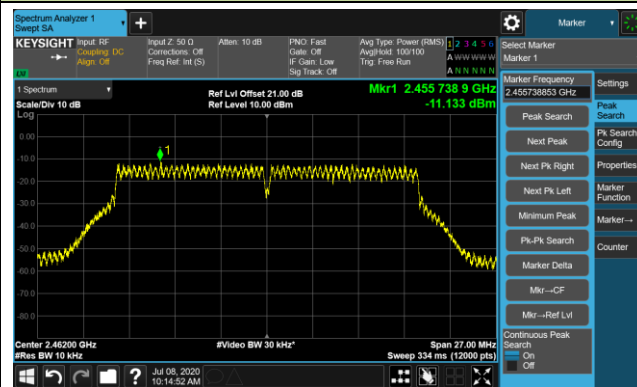 Spectrum Analyzer 1
Swept SA
+
Marker
KEYSIGHT
Input: RF
Coupling: DC
Align: Off
Input Z: 50 Ω
Corrections: Off
Freq Ref: Int (S)
Atten: 10 dB
PNO: Fast
Gate: Off
IF Gain: Low
Sig Track: Off
Avg Type: Power (RMS)
Avg|Hold: 100/100
Trig: Free Run
1 2 3 4 5 6
A W W W W W
A N N N N N
LXI
Select Marker
Marker 1
1 Spectrum
Scale/Div 10 dB
Log
Ref Lvl Offset 21.00 dB
Ref Level 10.00 dBm
Mkr1 2.455 738 9 GHz
-11.133 dBm
1
0.00
-10.0
-20.0
-30.0
-40.0
-50.0
-60.0
-70.0
-80.0
Center 2.46200 GHz
#Res BW 10 kHz
#Video BW 30 kHz*
Span 27.00 MHz
Sweep 334 ms (12000 pts)
Marker Frequency
2.455738853 GHz
Peak Search
Next Peak
Next Pk Right
Next Pk Left
Minimum Peak
Pk-Pk Search
Marker Delta
Mkr→CF
Mkr→Ref Lvl
Continuous Peak
Search
On
Off
Settings
Peak
Search
Pk Search
Config
Properties
Marker
Function
Marker→
Counter
?
Jul 08, 2020
10:14:52 AM